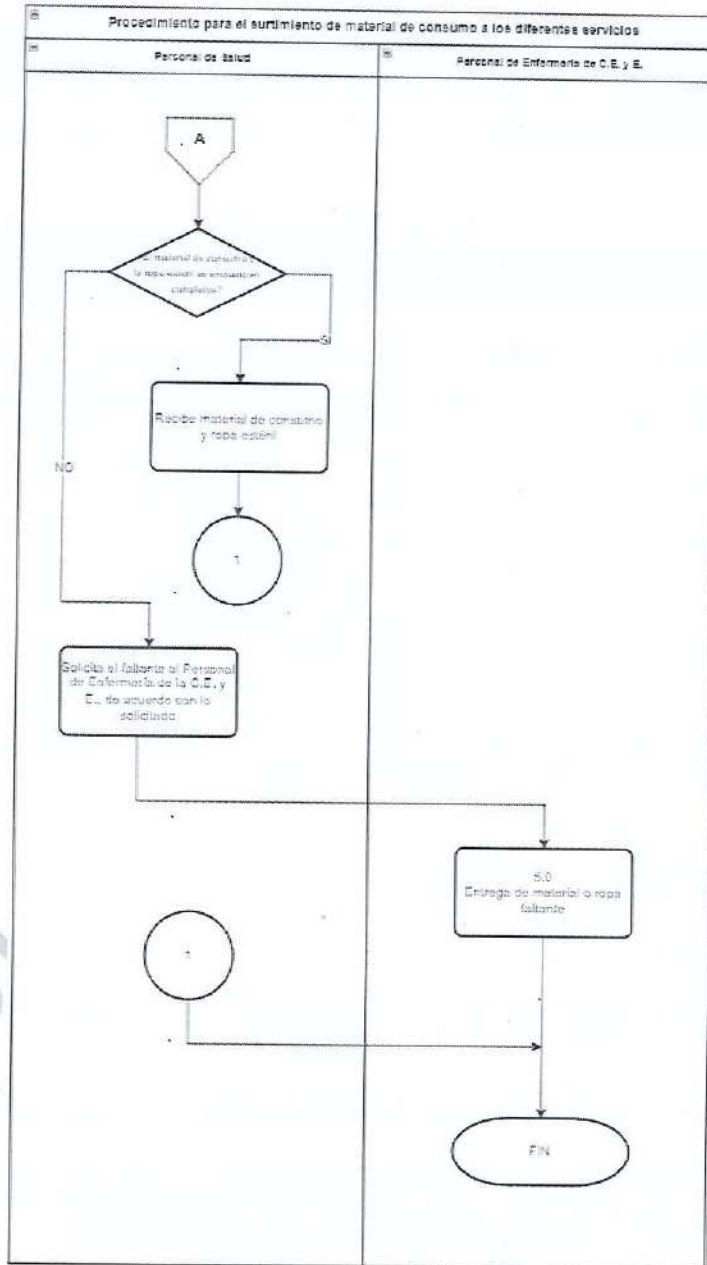 Procedimiento para el surtimiento de material de consumo a los diferentes servicios
Personal de Salud
Personal de Enfermería de C.E. y E.
A
El material de consumo y
la ropa estéril se encuentran
completos?
SI
Recibe material de consumo
y ropa estéril
NO
1
Solicita el faltante al Personal
de Enfermería de la C.E. y
E., de acuerdo con lo
solicitado
5.0
Entrega de material o ropa
faltante
1
FIN